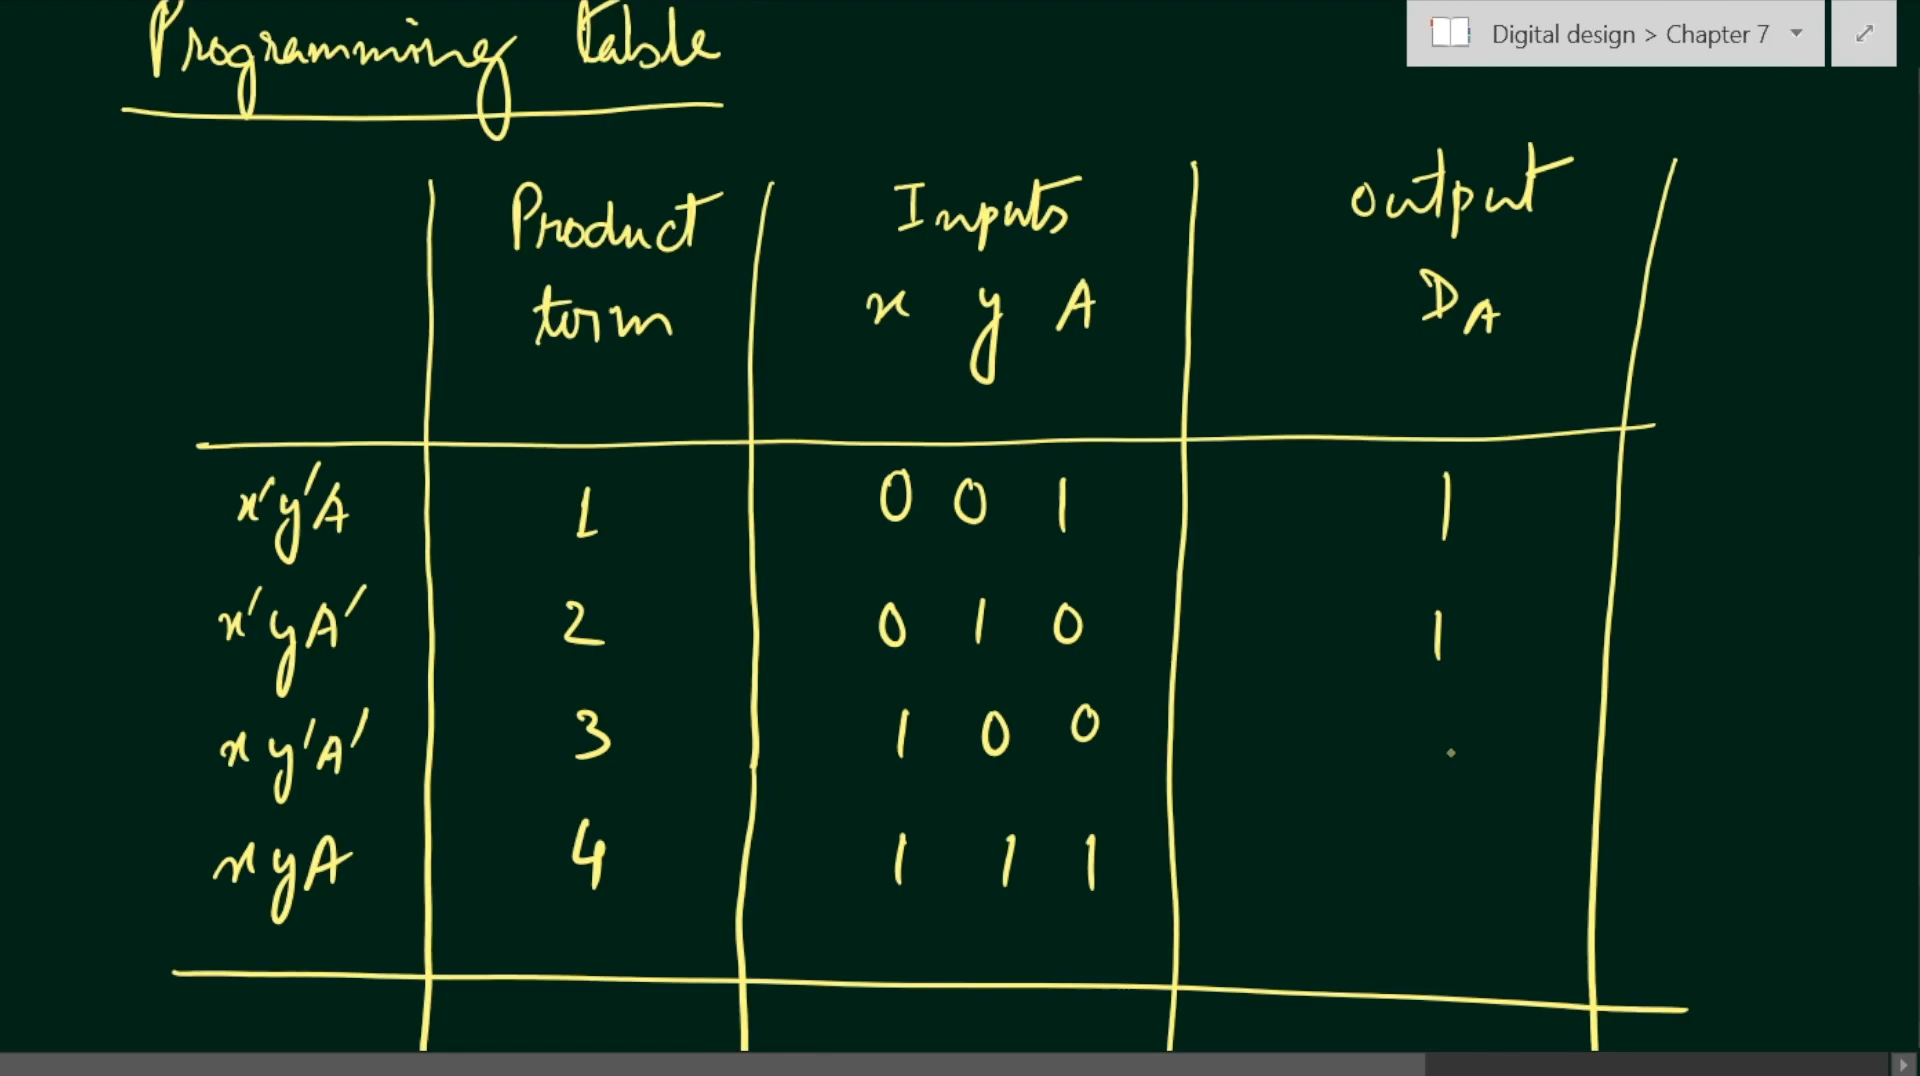 Programming table
Digital design > Chapter 7
Product term Inputs Output
x y A D_A
x'y'A 1 0 0 1 1
x'yA' 2 0 1 0 1
xy'A' 3 1 0 0
xyA 4 1 1 1